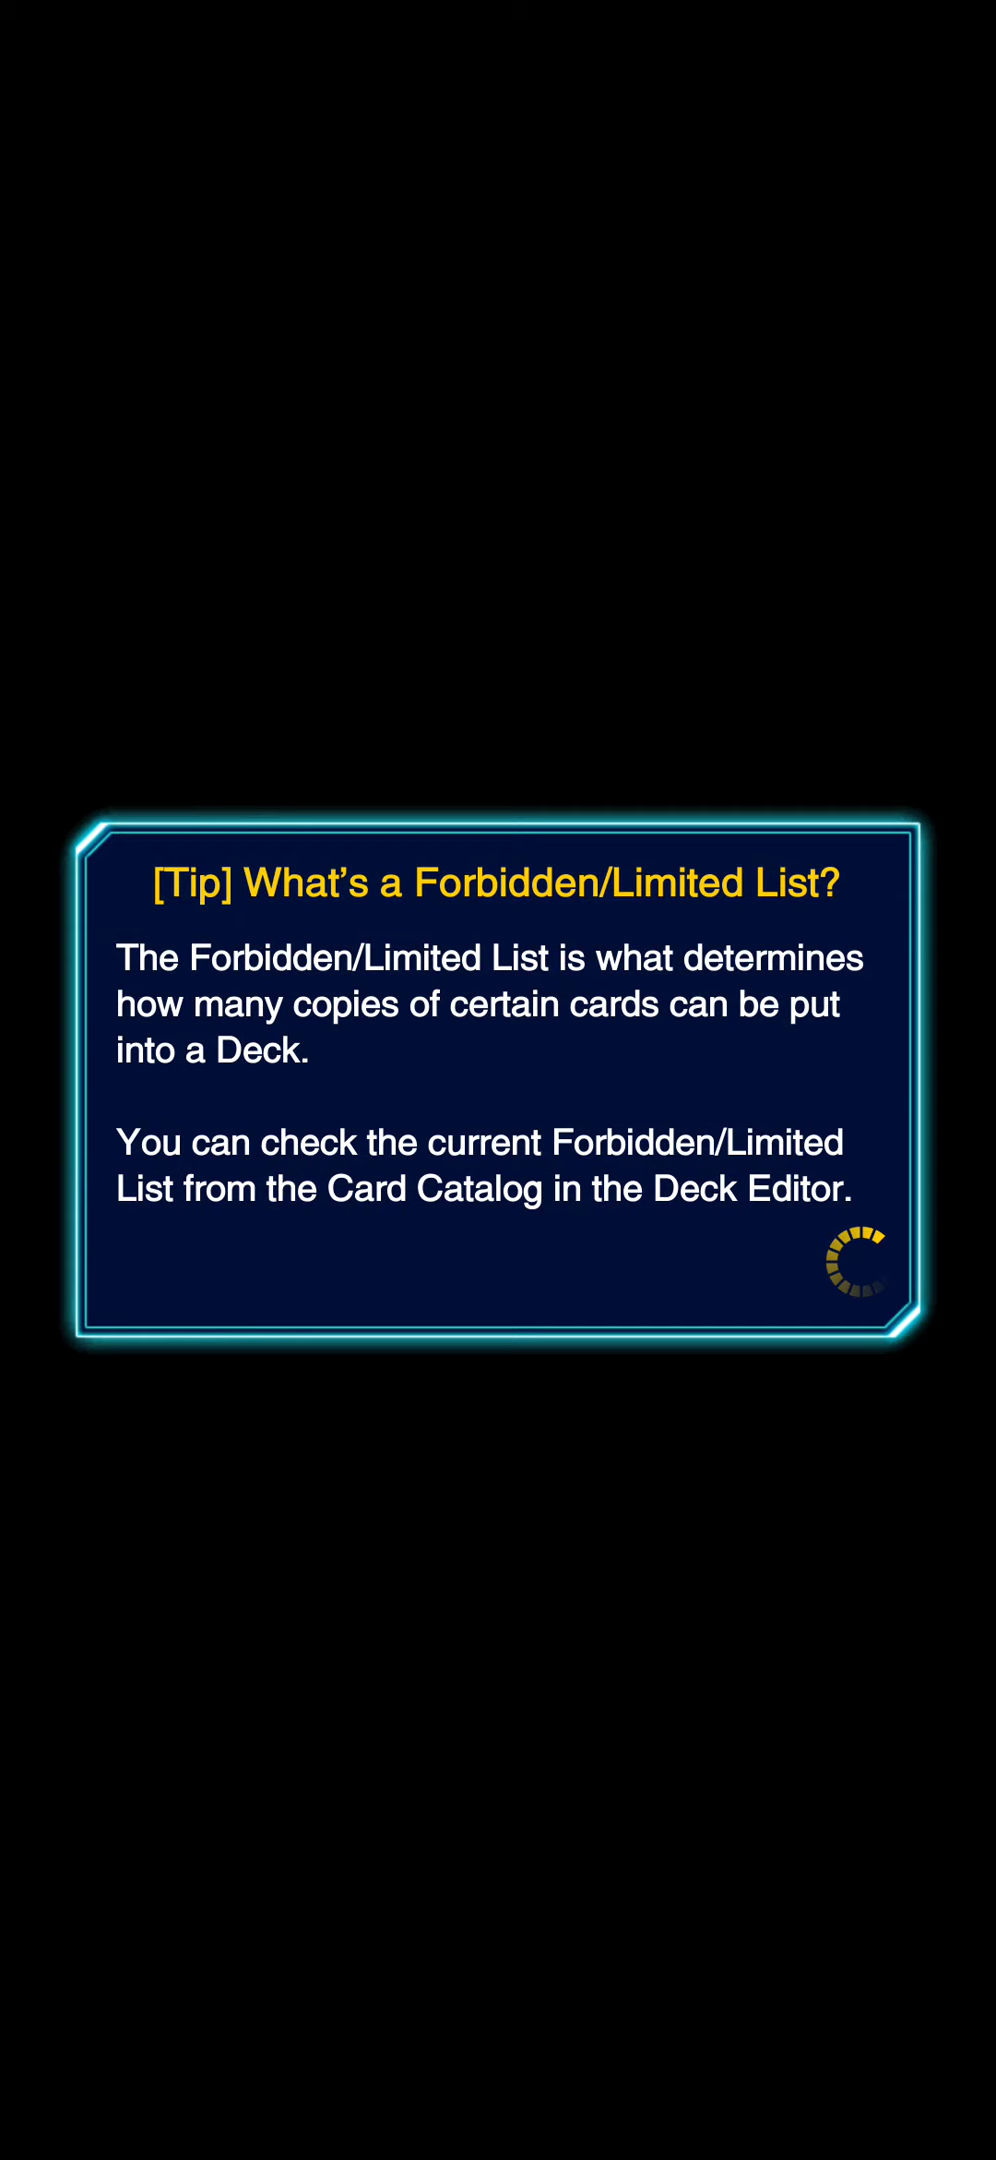 [Tip] What’s a Forbidden/Limited List?
The Forbidden/Limited List is what determines
how many copies of certain cards can be put
into a Deck.
You can check the current Forbidden/Limited
List from the Card Catalog in the Deck Editor.